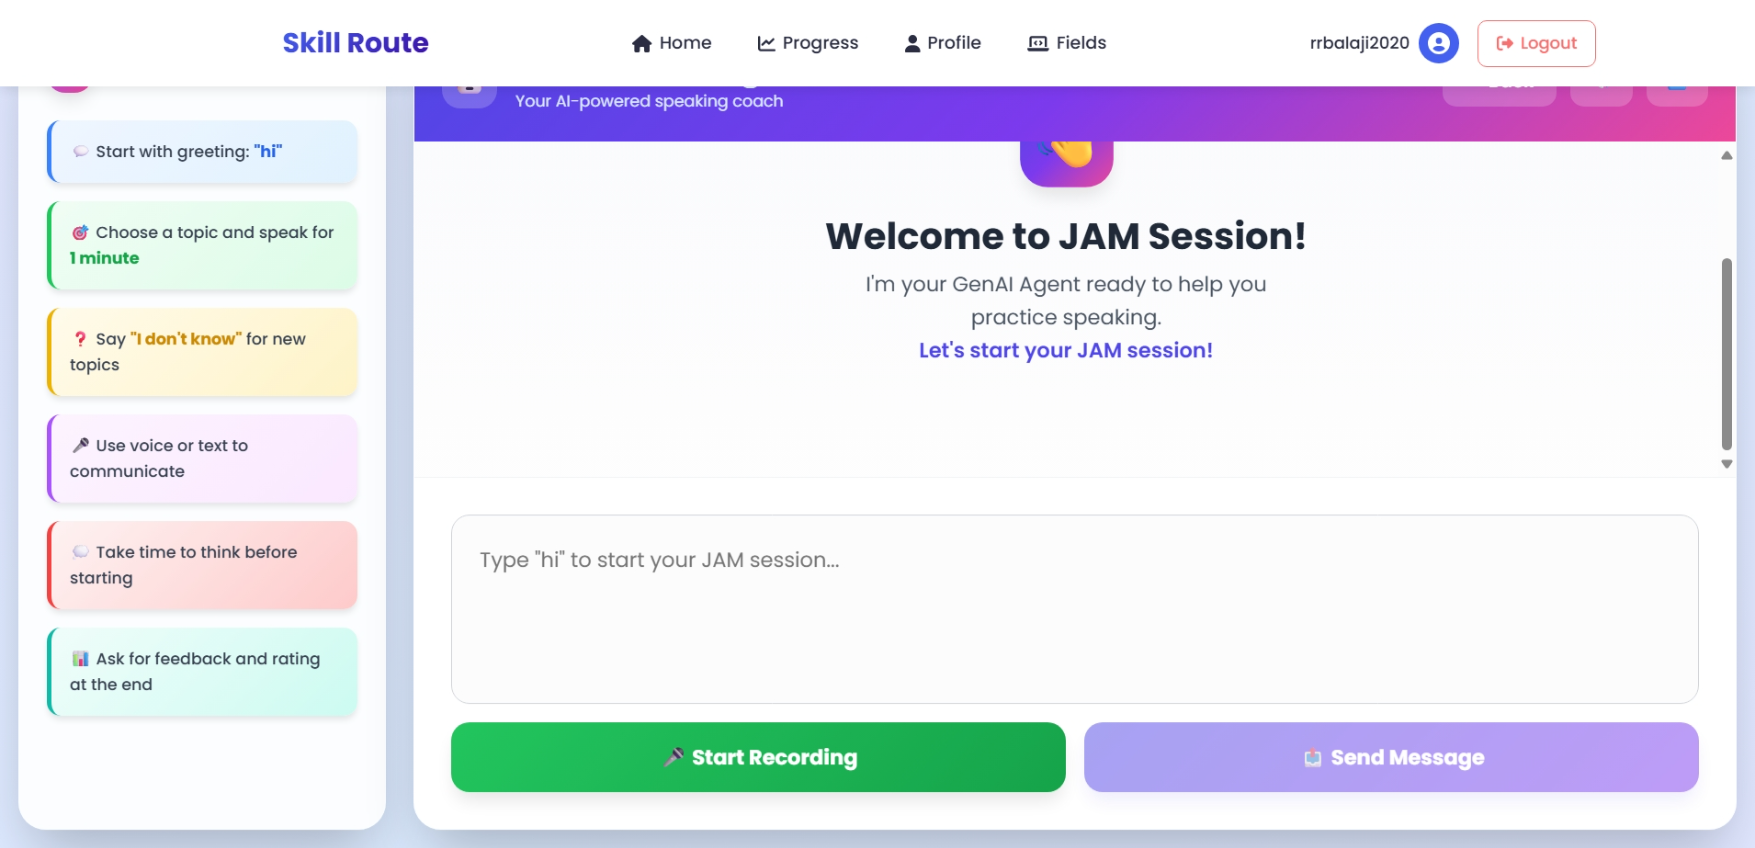 Skill Route
Home
Progress
Profile
Fields
rrbalaji2020
Logout
Your AI-powered speaking coach
Start with greeting: "hi"
Choose a topic and speak for
1 minute
Say "I don't know" for new
topics
Use voice or text to
communicate
Take time to think before
starting
Ask for feedback and rating
at the end
Welcome to JAM Session!
I'm your GenAI Agent ready to help you
practice speaking.
Let's start your JAM session!
Type "hi" to start your JAM session...
Start Recording
Send Message